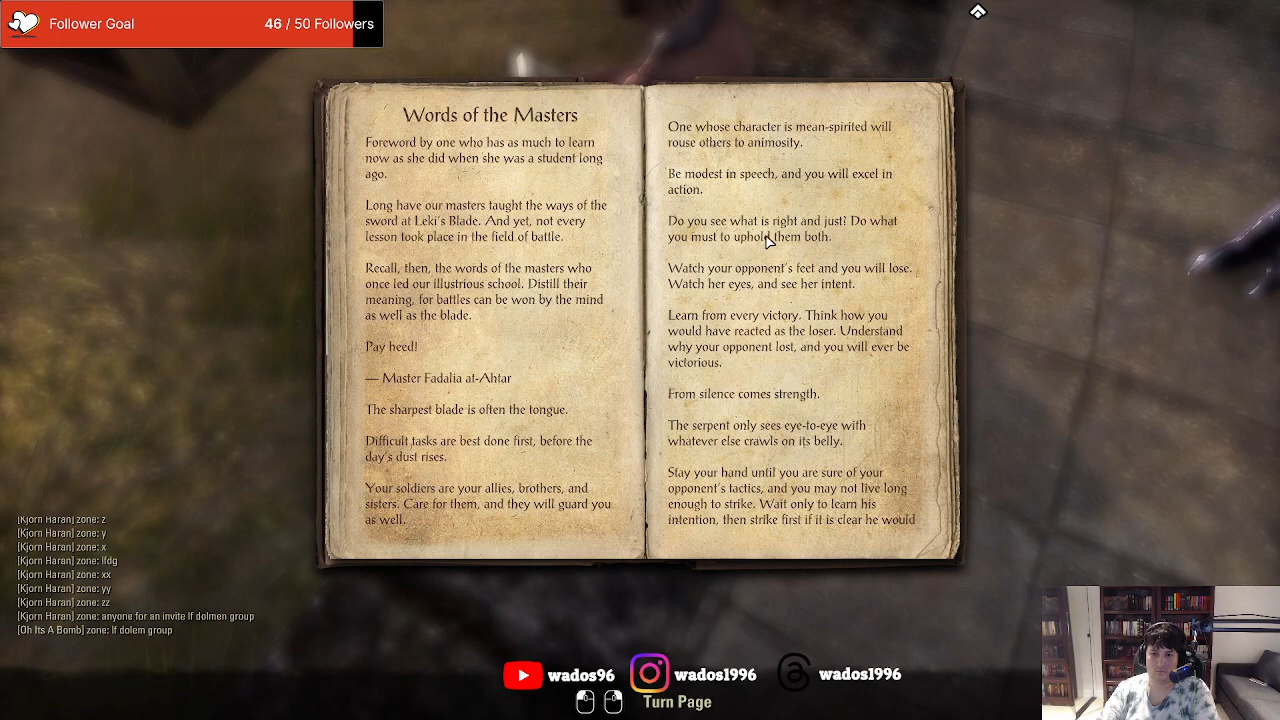 Follower Goal
46 / 50 Followers
Words of the Masters
Foreword by one who has as much to learn
now as she did when she was a student long
ago.
Long have our masters taught the ways of the
sword at Leki's Blade. And yet, not every
lesson took place in the field of battle.
Recall, then, the words of the masters who
once led our illustrious school. Distill their
meaning, for battles can be won by the mind
as well as the blade.
Pay heed!
— Master Fadalia at-Ahtar
The sharpest blade is often the tongue.
Difficult tasks are best done first, before the
day's dust rises.
Your soldiers are your allies, brothers, and
sisters. Care for them, and they will guard you
as well.
One whose character is mean-spirited will
rouse others to animosity.
Be modest in speech, and you will excel in
action.
Do you see what is right and just? Do what
you must to uphold them both.
Watch your opponent's feet and you will lose.
Watch her eyes, and see her intent.
Learn from every victory. Think how you
would have reacted as the loser. Understand
why your opponent lost, and you will ever be
victorious.
From silence comes strength.
The serpent only sees eye-to-eye with
whatever else crawls on its belly.
Stay your hand until you are sure of your
opponent's tactics, and you may not live long
enough to strike. Wait only to learn his
intention, then strike first if it is clear he would
[Kjorn Haran] zone: z
[Kjorn Haran] zone: y
[Kjorn Haran] zone: x
[Kjorn Haran] zone: lfdg
[Kjorn Haran] zone: xx
[Kjorn Haran] zone: yy
[Kjorn Haran] zone: zz
[Kjorn Haran] zone: anyone for an invite lf dolmen group
[Oh Its A Bomb] zone: lf dolem group
wados96
wados1996
wados1996
Turn Page